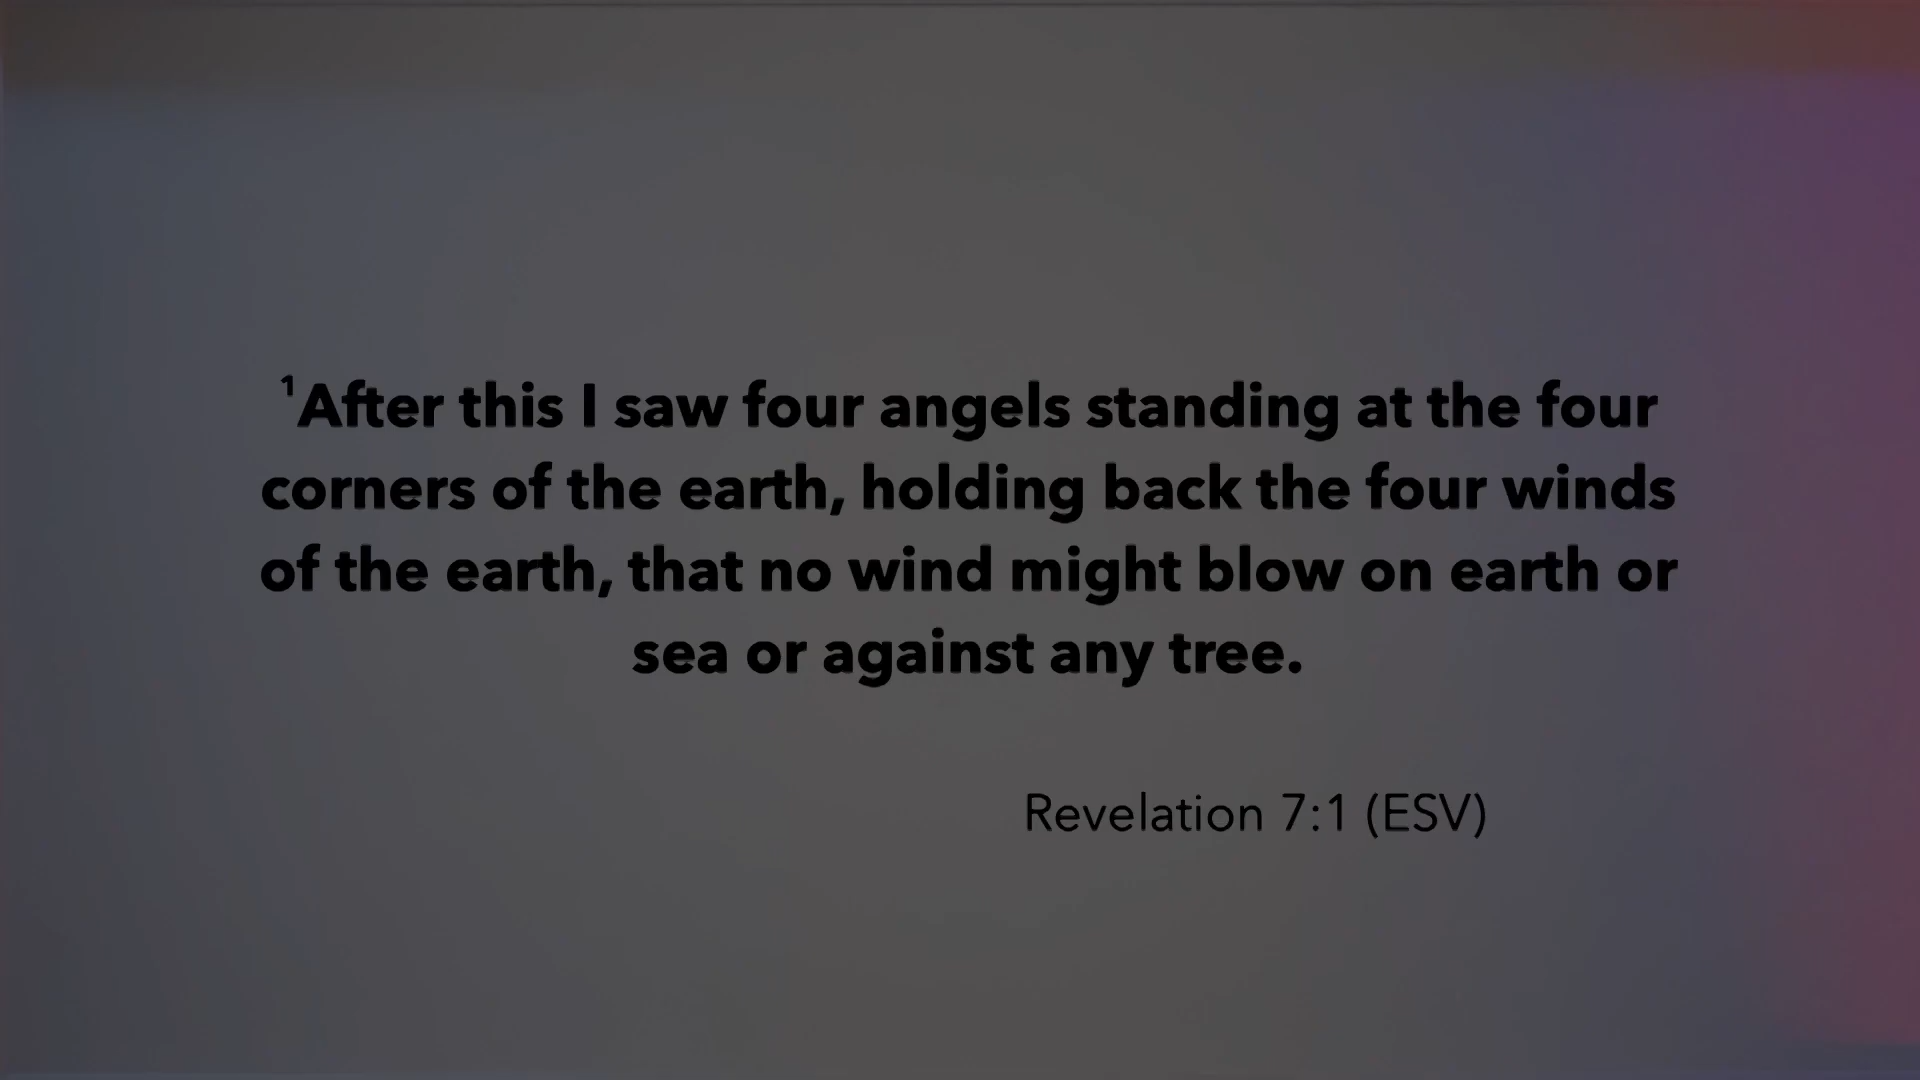 ¹After this I saw four angels standing at the four
corners of the earth, holding back the four winds
of the earth, that no wind might blow on earth or
sea or against any tree.
Revelation 7:1 (ESV)